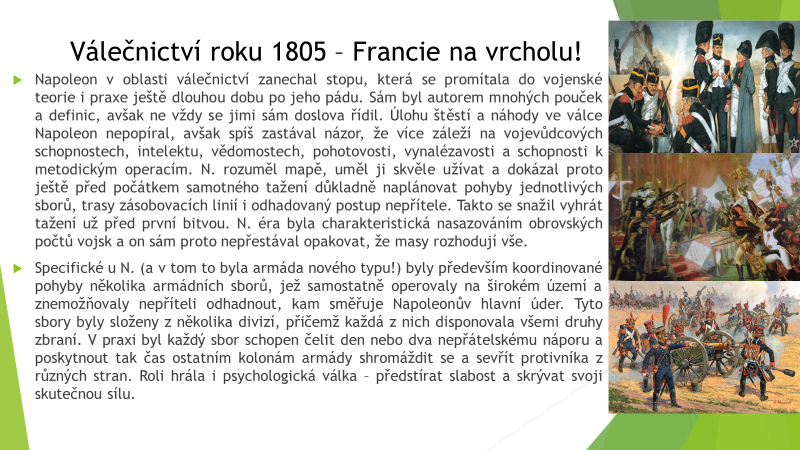 Válečnictví roku 1805 – Francie na vrcholu!
Napoleon v oblasti válečnictví zanechal stopu, která se promítala do vojenské
teorie i praxe ještě dlouhou dobu po jeho pádu. Sám byl autorem mnohých pouček
a definic, avšak ne vždy se jimi sám doslova řídil. Úlohu štěstí a náhody ve válce
Napoleon nepopíral, avšak spíš zastával názor, že více záleží na vojevůdcových
schopnostech, intelektu, vědomostech, pohotovosti, vynalézavosti a schopnosti k
metodickým operacím. N. rozuměl mapě, uměl ji skvěle užívat a dokázal proto
ještě před počátkem samotného tažení důkladně naplánovat pohyby jednotlivých
sborů, trasy zásobovacích linií i odhadovaný postup nepřítele. Takto se snažil vyhrát
tažení už před první bitvou. N. éra byla charakteristická nasazováním obrovských
počtů vojsk a on sám proto nepřestával opakovat, že masy rozhodují vše.
Specifické u N. (a v tom to byla armáda nového typu!) byly především koordinované
pohyby několika armádních sborů, jež samostatně operovaly na širokém území a
znemožňovaly nepříteli odhadnout, kam směřuje Napoleonův hlavní úder. Tyto
sbory byly složeny z několika divizí, přičemž každá z nich disponovala všemi druhy
zbraní. V praxi byl každý sbor schopen čelit den nebo dva nepřátelskému náporu a
poskytnout tak čas ostatním kolonám armády shromáždit se a sevřít protivníka z
různých stran. Roli hrála i psychologická válka – předstírat slabost a skrývat svoji
skutečnou sílu.